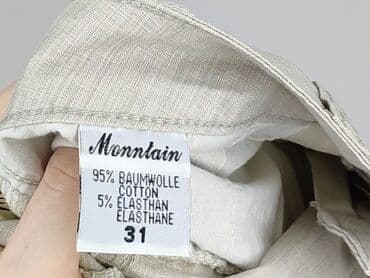 Monntain
95% BAUMWOLLE
COTTON
5% ELASTHAN
ELASTHANE
31